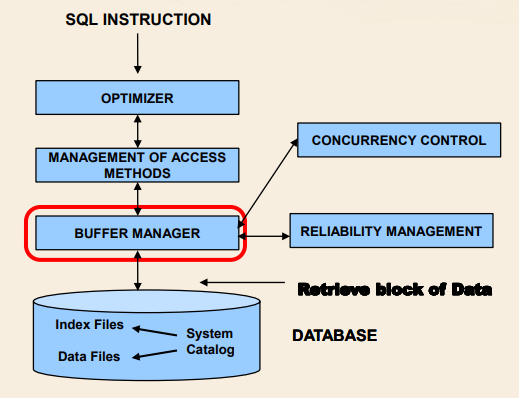 SQL INSTRUCTION
OPTIMIZER
CONCURRENCY CONTROL
MANAGEMENT OF ACCESS
METHODS
BUFFER MANAGER
RELIABILITY MANAGEMENT
Retrieve block of Data
Index Files
System
Catalog
Data Files
DATABASE